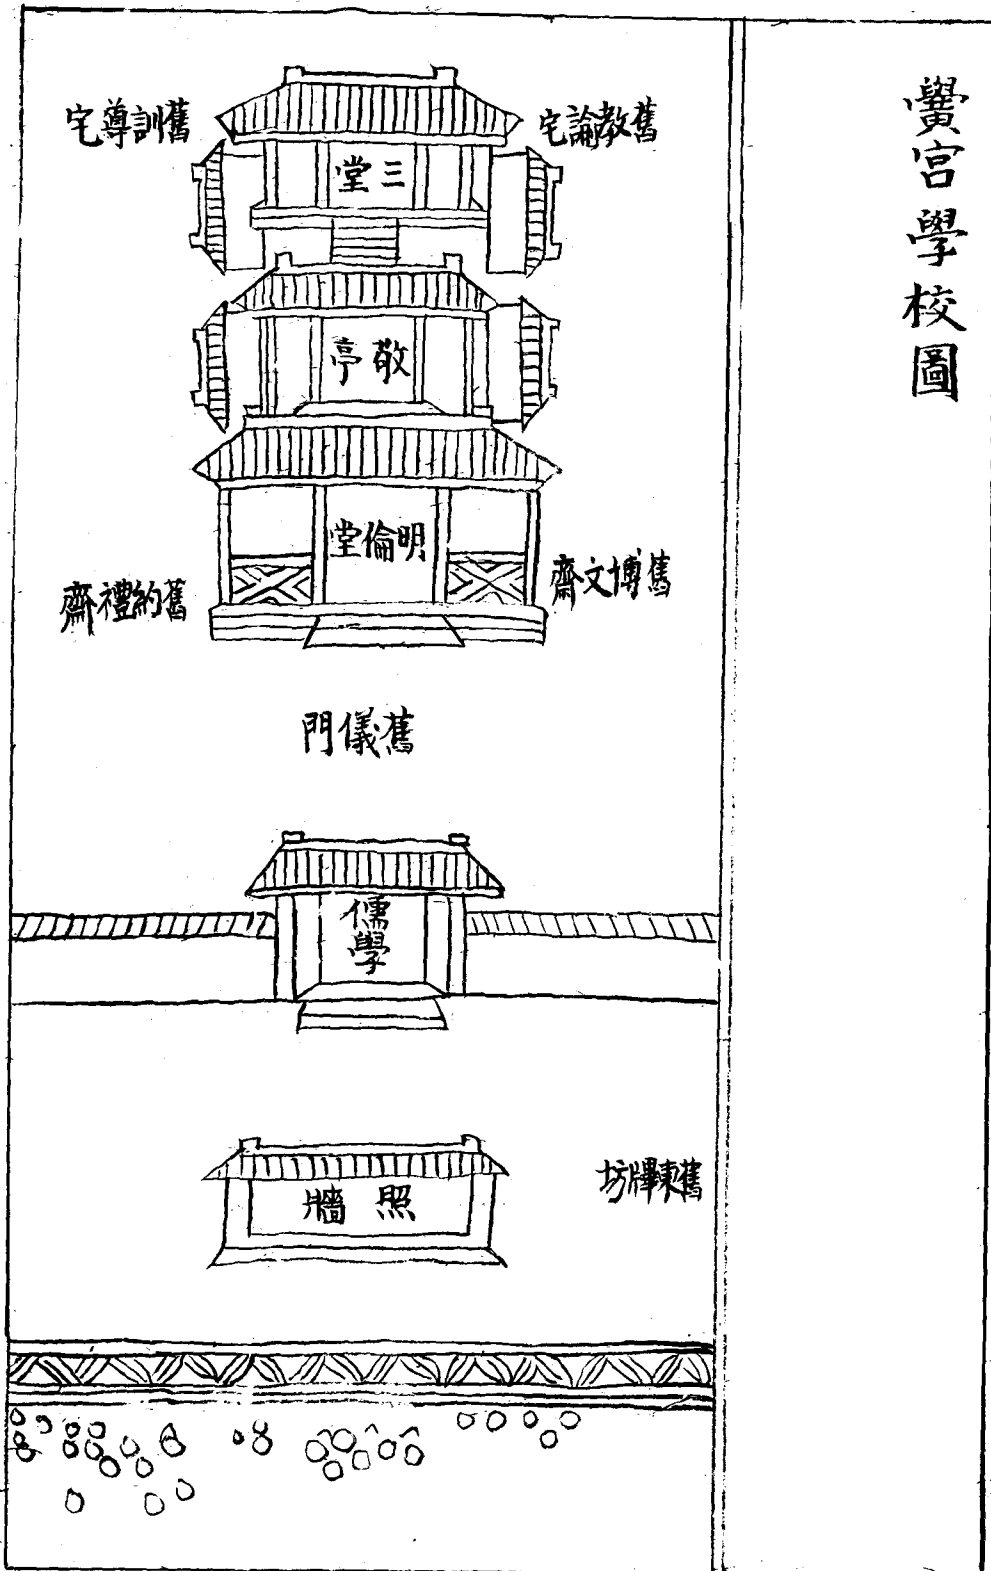 黌宮學校圖
舊教諭宅
三堂
舊訓導宅
敬亭
明倫堂
舊博文齋
舊約禮齋
舊儀門
儒學
照牆
舊東牌坊